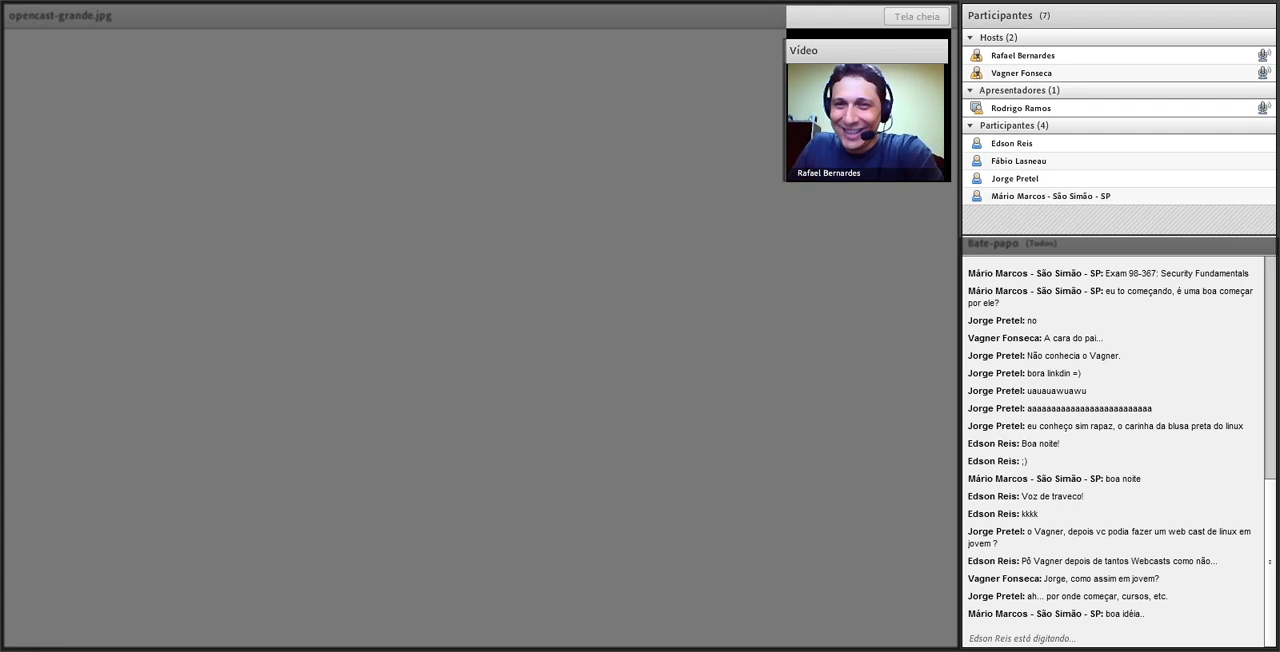 opencast-grande.jpg
Tela cheia
Vídeo
Rafael Bernardes
Participantes (7)
Hosts (2)
Rafael Bernardes
Vagner Fonseca
Apresentadores (1)
Rodrigo Ramos
Participantes (4)
Edson Reis
Fábio Lasneau
Jorge Pretel
Mário Marcos - São Simão - SP
Bate-papo (Todos)
Mário Marcos - São Simão - SP: Exam 98-367: Security Fundamentals
Mário Marcos - São Simão - SP: eu to começando, é uma boa começar
por ele?
Jorge Pretel: no
Vagner Fonseca: A cara do pai...
Jorge Pretel: Não conhecia o Vagner.
Jorge Pretel: bora linkdin =)
Jorge Pretel: uauauawuawu
Jorge Pretel: aaaaaaaaaaaaaaaaaaaaaaaaaa
Jorge Pretel: eu conheço sim rapaz, o carinha da blusa preta do linux
Edson Reis: Boa noite!
Edson Reis: ;)
Mário Marcos - São Simão - SP: boa noite
Edson Reis: Voz de traveco!
Edson Reis: kkkk
Jorge Pretel: o Vagner, depois vc podia fazer um web cast de linux em
jovem ?
Edson Reis: Pô Vagner depois de tantos Webcasts como não...
Vagner Fonseca: Jorge, como assim em jovem?
Jorge Pretel: ah... por onde começar, cursos, etc.
Mário Marcos - São Simão - SP: boa idéia..
Edson Reis está digitando...